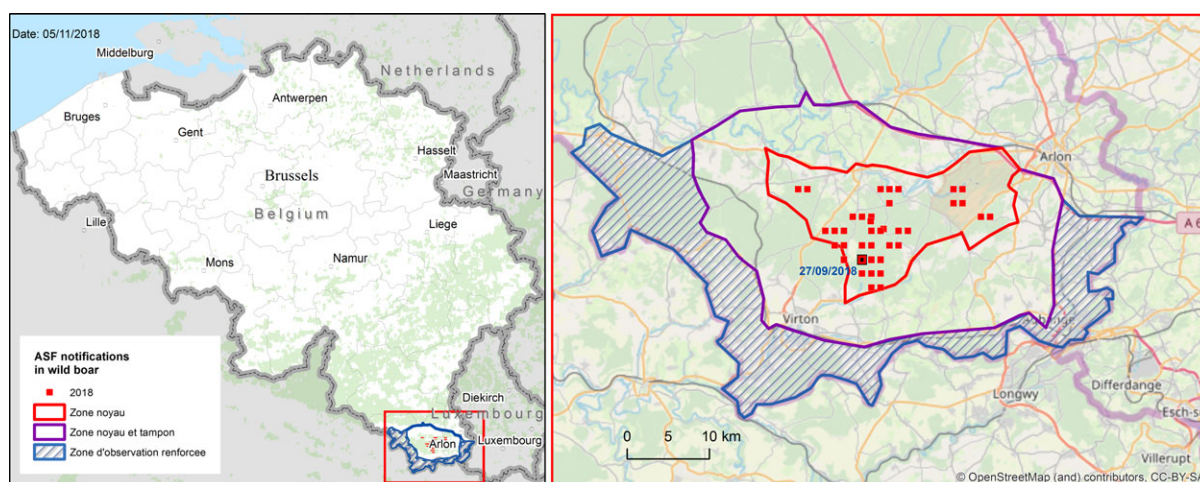 Date: 05/11/2018
Middelburg
Netherlands
Antwerpen
Bruges
Gent
Hasselt
Brussels
Maastricht
Germany
Belgium
Lille
Liege
Mons
Namur
ASF notifications
in wild boar
2018
Zone noyau
Zone noyau et tampon
Zone d'observation renforcee
Diekirch
Luxembourg
Arlon
Luxembourg
Arlon
A 6
27/09/2018
Virton
Longwy
Differdange
Esch-s
Villerupt
0 5 10 km
© OpenStreetMap (and) contributors, CC-BY-S